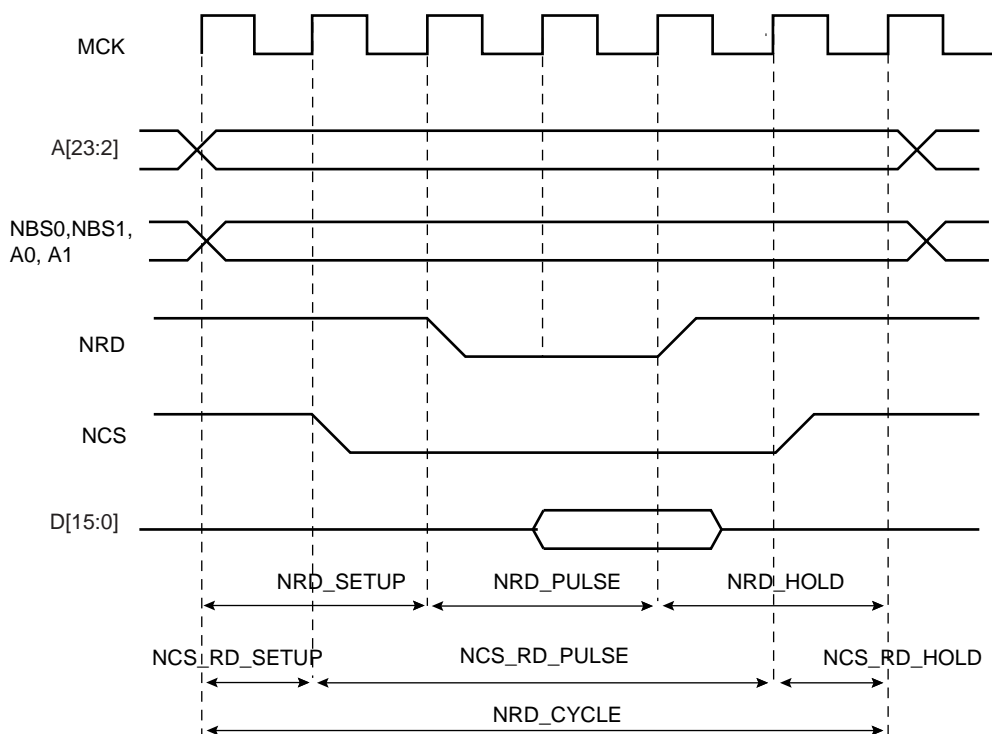 MCK
A[23:2]
NBS0,NBS1,
A0, A1
NRD
NCS
D[15:0]
NRD_SETUP NRD_PULSE NRD_HOLD
NCS_RD_SETUP NCS_RD_PULSE NCS_RD_HOLD
NRD_CYCLE